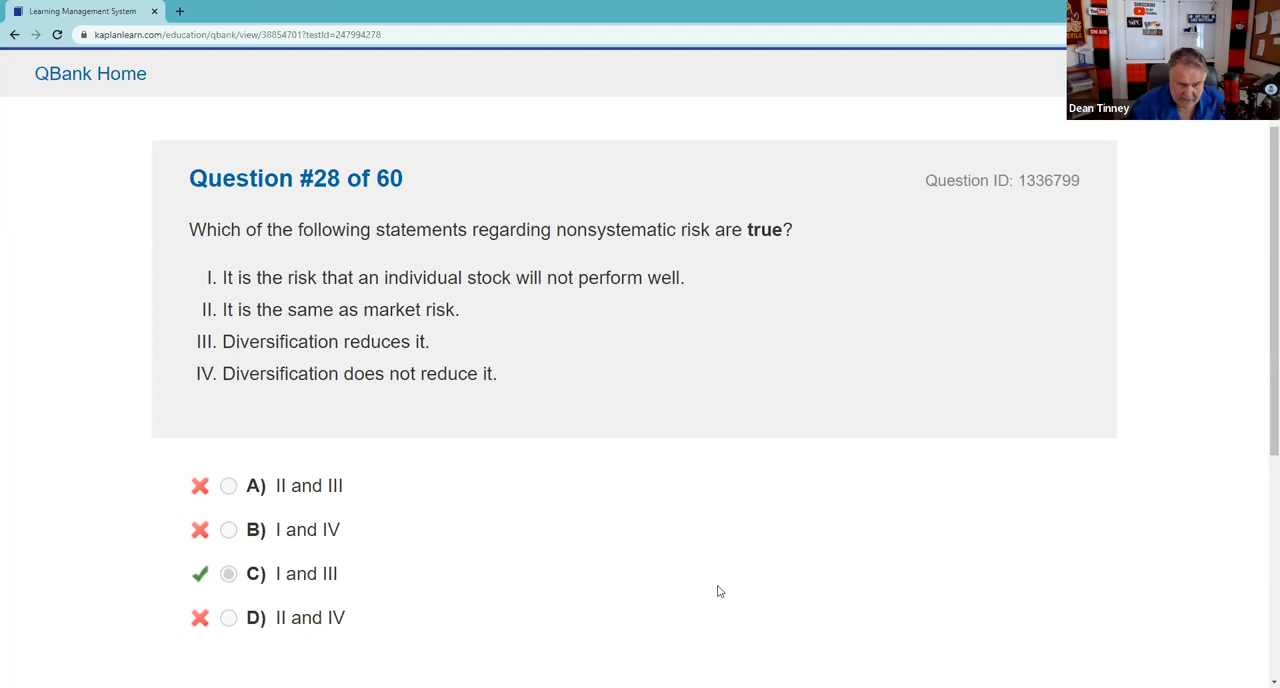 Learning Management System
kaplanlearn.com/education/qbank/view/38854701?testId=247994278
QBank Home
SUBSCRIBE
ON AIR
Dean Tinney
Question #28 of 60
Question ID: 1336799
Which of the following statements regarding nonsystematic risk are true?
I. It is the risk that an individual stock will not perform well.
II. It is the same as market risk.
III. Diversification reduces it.
IV. Diversification does not reduce it.
A) II and III
B) I and IV
C) I and III
D) II and IV